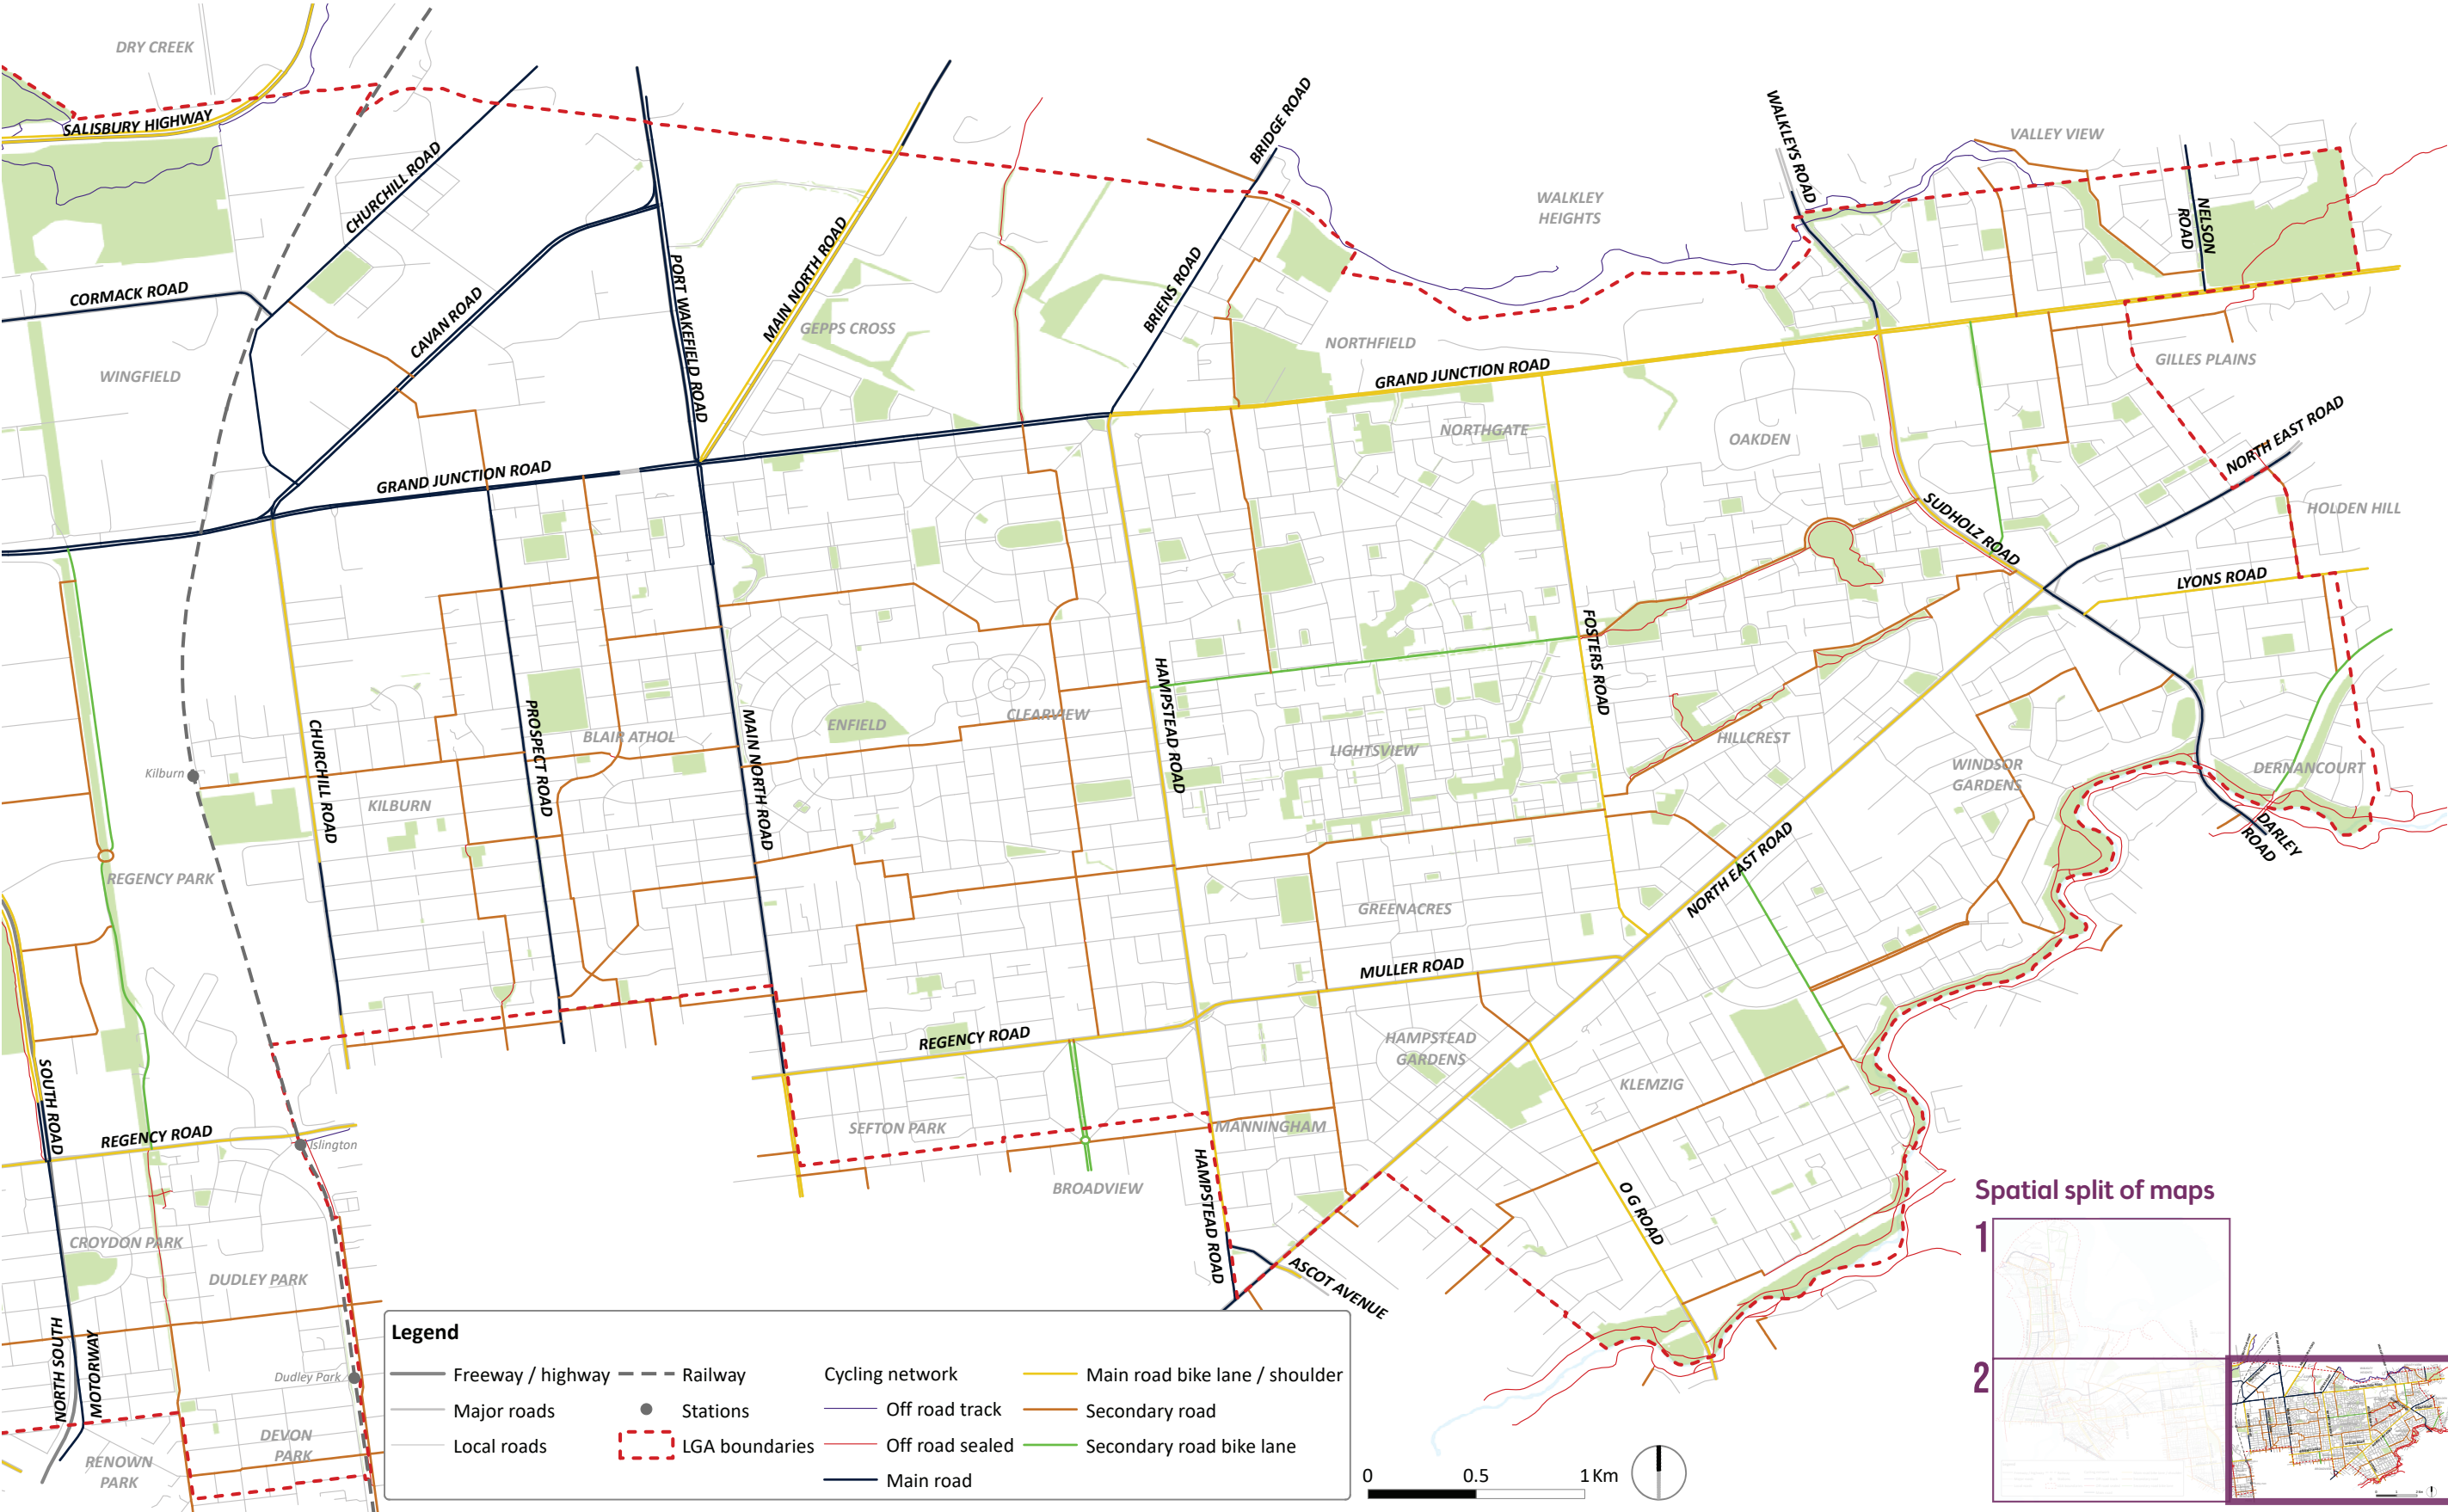 DRY CREEK
SALISBURY HIGHWAY
CHURCHILL ROAD
CORMACK ROAD
CAVAN ROAD
WINGFIELD
PORT WAKEFIELD ROAD
MAIN NORTH ROAD
GEPPS CROSS
BRIDGE ROAD
BRIENS ROAD
NORTHFIELD
WALKLEY
HEIGHTS
WALKLEYS ROAD
VALLEY VIEW
NELSON
ROAD
GILLES PLAINS
GRAND JUNCTION ROAD
GRAND JUNCTION ROAD
NORTHGATE
OAKDEN
NORTH EAST ROAD
HOLDEN HILL
SUDHOLZ ROAD
LYONS ROAD
FOSTERS ROAD
HAMPSTEAD ROAD
CLEARVIEW
ENFIELD
BLAIR ATHOL
PROSPECT ROAD
MAIN NORTH ROAD
CHURCHILL ROAD
Kilburn
KILBURN
LIGHTSVIEW
HILLCREST
WINDSOR
GARDENS
DERNANCOURT
DARLEY
ROAD
REGENCY PARK
GREENACRES
NORTH EAST ROAD
MULLER ROAD
REGENCY ROAD
HAMPSTEAD
GARDENS
KLEMZIG
SOUTH ROAD
REGENCY ROAD
Islington
SEFTON PARK
MANNINGHAM
BROADVIEW
HAMPSTEAD ROAD
O G ROAD
ASCOT AVENUE
CROYDON PARK
DUDLEY PARK
Dudley Park
NORTH SOUTH
MOTORWAY
DEVON
PARK
RENOWN
PARK
Legend
Freeway / highway
Major roads
Local roads
Railway
Stations
LGA boundaries
Cycling network
Off road track
Off road sealed
Main road
Main road bike lane / shoulder
Secondary road
Secondary road bike lane
0 0.5 1 Km
Spatial split of maps
1
2